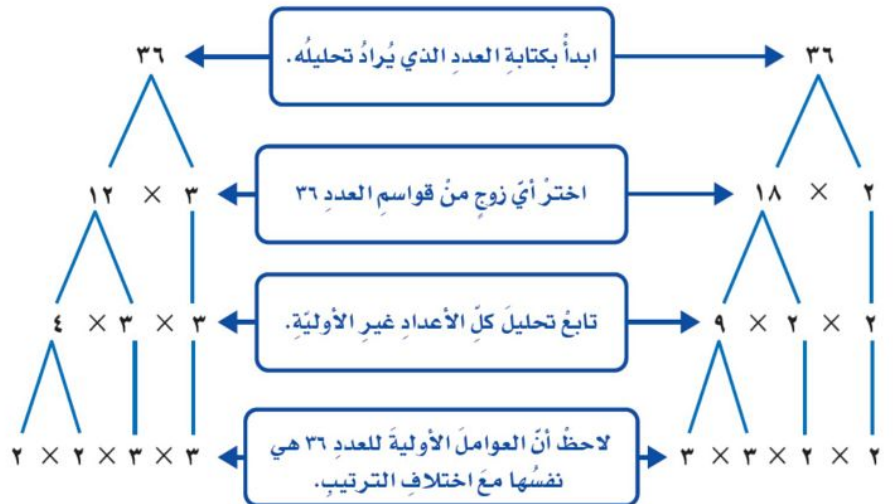 ٣٦ ابدأْ بكتابةِ العددِ الذي يُرادُ تحليلُه. ٣٦
١٢ × ٣ اخترْ أيَّ زوجٍ منْ قواسمِ العددِ ٣٦ ١٨ × ٢
٤ × ٣ × ٣ تابعْ تحليلَ كلِّ الأعدادِ غيرِ الأوليّةِ. ٩ × ٢ × ٢
٢ × ٢ × ٣ × ٣ لاحظْ أنّ العواملَ الأوليةَ للعددِ ٣٦ هي ٣ × ٣ × ٢ × ٢
نفسُها معَ اختلافِ الترتيبِ.